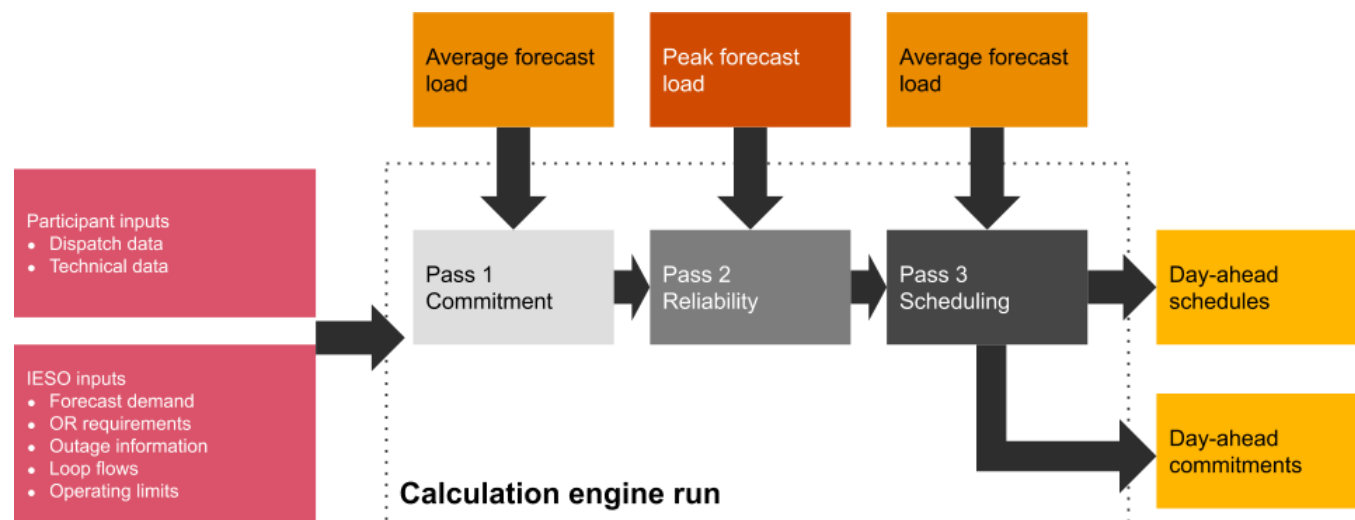 Average forecast
load
Peak forecast
load
Average forecast
load
Participant inputs
• Dispatch data
• Technical data
IESO inputs
• Forecast demand
• OR requirements
• Outage information
• Loop flows
• Operating limits
Pass 1
Commitment
Pass 2
Reliability
Pass 3
Scheduling
Day-ahead
schedules
Day-ahead
commitments
Calculation engine run